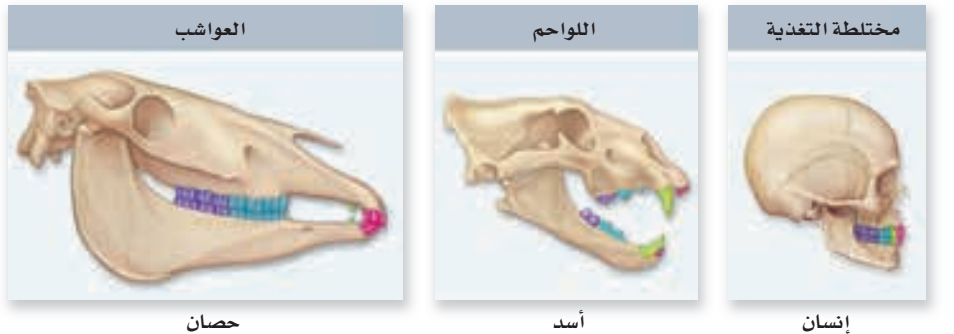 مختلطة التغذية
اللواحم
العواشب
إنسان
أسد
حصان